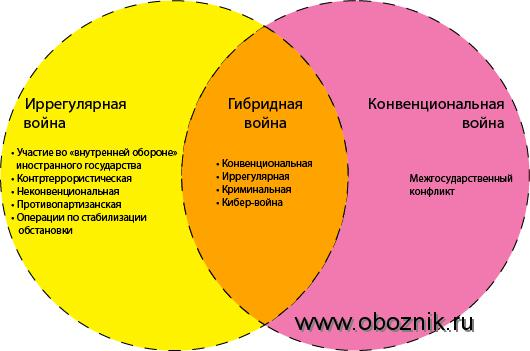 Иррегулярная
война
• Участие во «внутренней обороне»
иностранного государства
• Контртеррористическая
• Неконвенциональная
• Противопартизанская
• Операции по стабилизации
обстановки
Гибридная
война
• Конвенциональная
• Иррегулярная
• Криминальная
• Кибер-война
Конвенциональная
война
Межгосударственный
конфликт
www.oboznik.ru